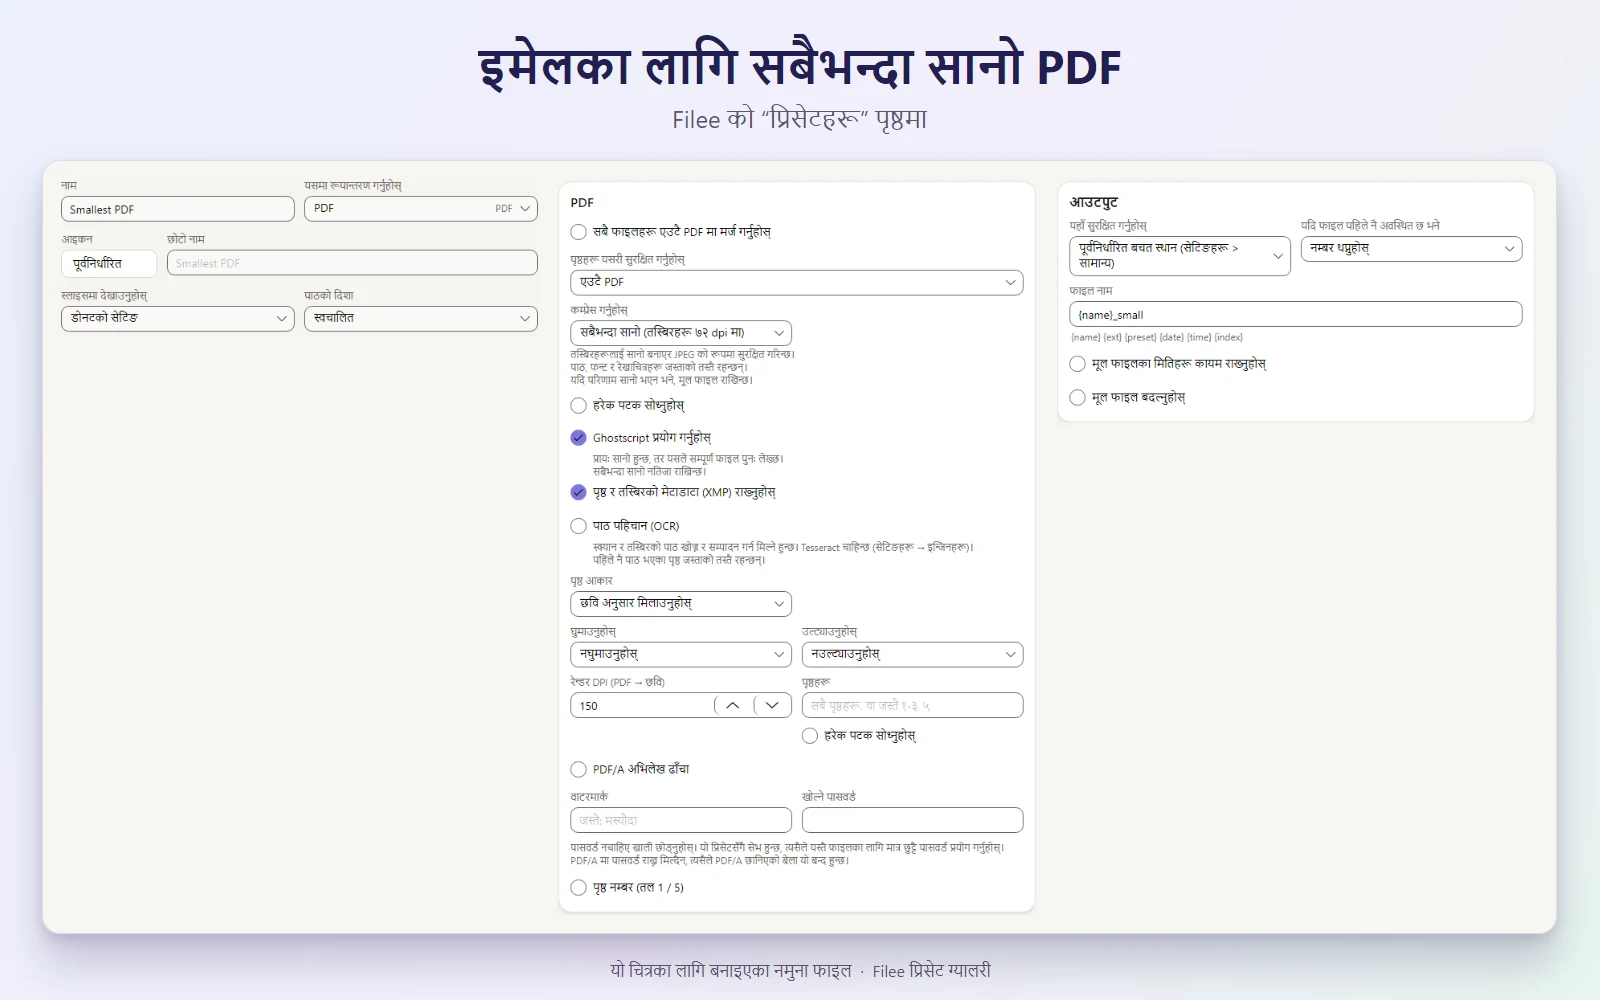 इमेलका लागि सबैभन्दा सानो PDF
Filee को “प्रिसेटहरू” पृष्ठमा
नाम
Smallest PDF
यसमा रूपान्तरण गर्नुहोस्
PDF PDF
आइकन
पूर्वनिर्धारित
छोटो नाम
Smallest PDF
स्लाइसमा देखाउनुहोस्
डोनटको सेटिङ
पाठको दिशा
स्वचालित
PDF
सबै फाइलहरू एउटै PDF मा मर्ज गर्नुहोस्
पृष्ठहरू यसरी सुरक्षित गर्नुहोस्
एउटै PDF
कम्प्रेस गर्नुहोस्
सबैभन्दा सानो (तस्बिरहरू ७२ dpi मा)
तस्बिरहरूलाई सानो बनाएर JPEG को रूपमा सुरक्षित गरिन्छ।
पाठ, फन्ट र रेखाचित्रहरू जस्ताको तस्तै रहन्छन्।
यदि परिणाम सानो भएन भने, मूल फाइल राखिन्छ।
हरेक पटक सोध्नुहोस्
Ghostscript प्रयोग गर्नुहोस्
प्रायः सानो हुन्छ, तर यसले सम्पूर्ण फाइल पुनः लेख्छ।
सबैभन्दा सानो नतिजा राखिन्छ।
पृष्ठ र तस्बिरको मेटाडाटा (XMP) राख्नुहोस्
पाठ पहिचान (OCR)
स्क्यान र तस्बिरको पाठ खोज्न र सम्पादन गर्न मिल्ने हुन्छ। Tesseract चाहिन्छ (सेटिङहरू → इन्जिनहरू)।
पहिले नै पाठ भएका पृष्ठ जस्ताको तस्तै रहन्छन्।
पृष्ठ आकार
छवि अनुसार मिलाउनुहोस्
घुमाउनुहोस्
नघुमाउनुहोस्
उल्ट्याउनुहोस्
नउल्ट्याउनुहोस्
रेन्डर DPI (PDF → छवि)
150
पृष्ठहरू
सबै पृष्ठहरू, वा जस्तै १-३, ५
हरेक पटक सोध्नुहोस्
PDF/A अभिलेख ढाँचा
वाटरमार्क
जस्तै: मस्यौदा
खोल्ने पासवर्ड
पासवर्ड नचाहिए खाली छोड्नुहोस्। यो प्रिसेटसँगै सेभ हुन्छ, त्यसैले यस्तै फाइलका लागि मात्र छुट्टै पासवर्ड प्रयोग गर्नुहोस्।
PDF/A मा पासवर्ड राख्न मिल्दैन, त्यसैले PDF/A छानिएको बेला यो बन्द हुन्छ।
पृष्ठ नम्बर (तल 1 / 5)
आउटपुट
यहाँ सुरक्षित गर्नुहोस्
पूर्वनिर्धारित बचत स्थान (सेटिङहरू >
सामान्य)
यदि फाइल पहिले नै अवस्थित छ भने
नम्बर थप्नुहोस्
फाइल नाम
{name}_small
{name} {ext} {preset} {date} {time} {index}
मूल फाइलका मितिहरू कायम राख्नुहोस्
मूल फाइल बदल्नुहोस्
यो चित्रका लागि बनाइएका नमुना फाइल · Filee प्रिसेट ग्यालरी